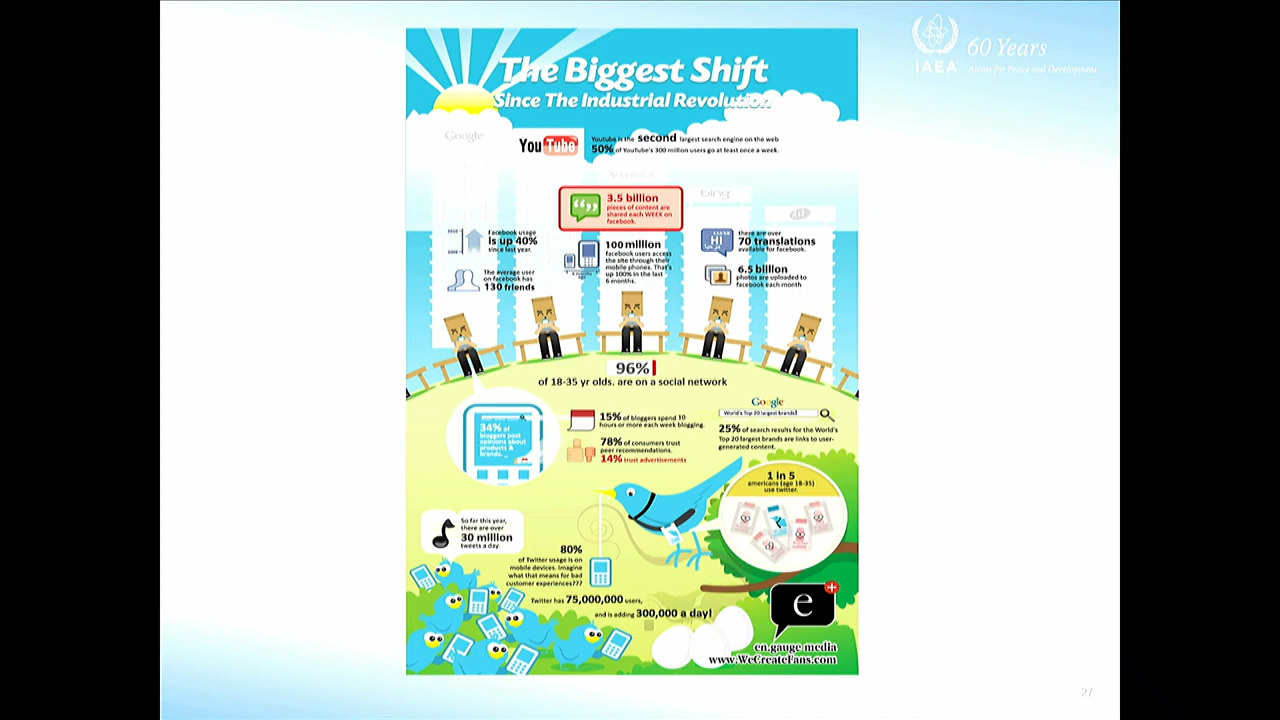 The Biggest Shift
Since The Industrial Revolution
IAEA
60 Years
Atoms for Peace and Development
Google
You Tube
Youtube is the second largest search engine on the web
50% of YouTube's 300 million users go at least once a week.
Yahoo!
bing
3.5 billion
pieces of content are
shared each WEEK on
facebook.
Facebook usage
is up 40%
since last year.
100 million
facebook users access
the site through their
mobile phones. That's
up 100% in the last
6 months.
HI
there are over
70 translations
available for facebook.
The average user
on facebook has
130 friends
6.5 billion
photos are uploaded to
facebook each month
96%
of 18-35 yr olds. are on a social network
34% of
bloggers post
opinions about
products &
brands.
15% of bloggers spend 10
hours or more each week blogging.
78% of consumers trust
peer recommendations.
14% trust advertisements
Google
World's Top 20 largest brands
25% of search results for the World's
Top 20 largest brands are links to user-
generated content.
1 in 5
americans (age 18-35)
use twitter.
So far this year,
there are over
30 million
tweets a day.
80%
of Twitter usage is on
mobile devices. Imagine
what that means for bad
customer experiences???
Twitter has 75,000,000 users,
and is adding 300,000 a day!
e
en.gauge media
www.WeCreateFans.com
27